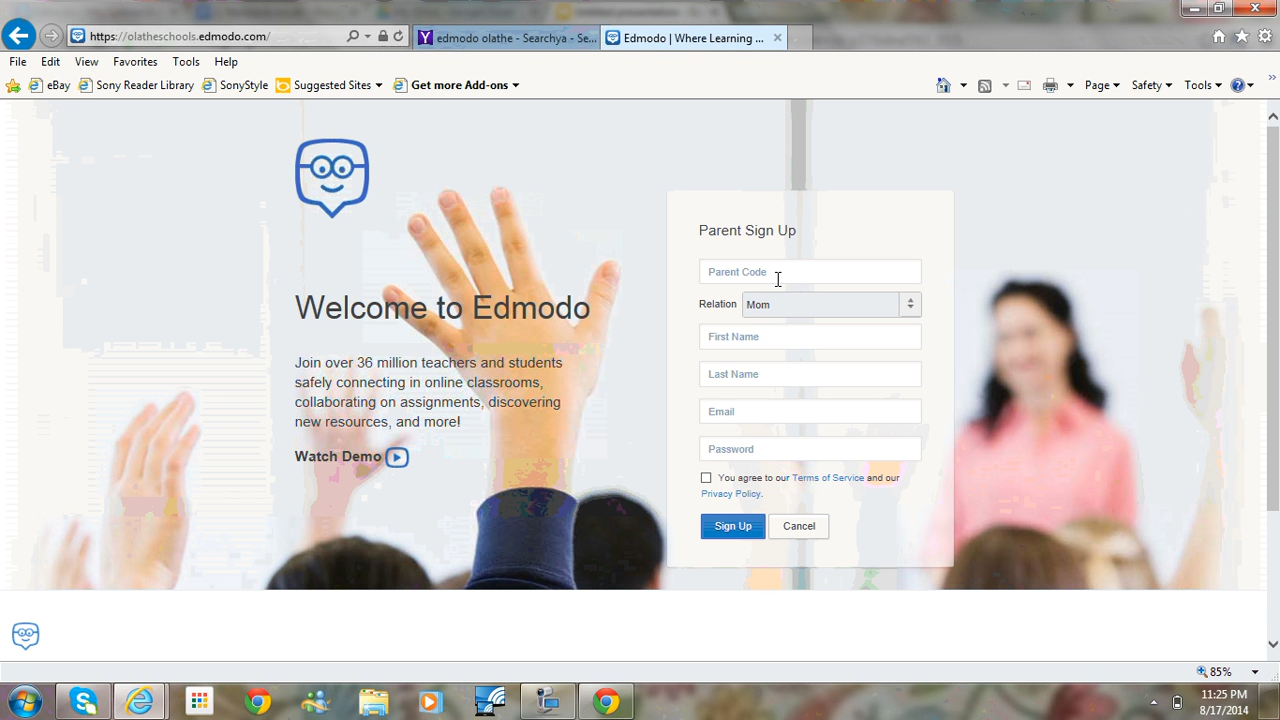 https://olatheschools.edmodo.com/
edmodo olathe - Searchya - Se...
Edmodo | Where Learning ...
File Edit View Favorites Tools Help
eBay Sony Reader Library SonyStyle Suggested Sites Get more Add-ons
Page Safety Tools
Welcome to Edmodo
Join over 36 million teachers and students
safely connecting in online classrooms,
collaborating on assignments, discovering
new resources, and more!
Watch Demo
Parent Sign Up
Parent Code
Relation Mom
First Name
Last Name
Email
Password
You agree to our Terms of Service and our
Privacy Policy.
Sign Up Cancel
85%
11:25 PM
8/17/2014